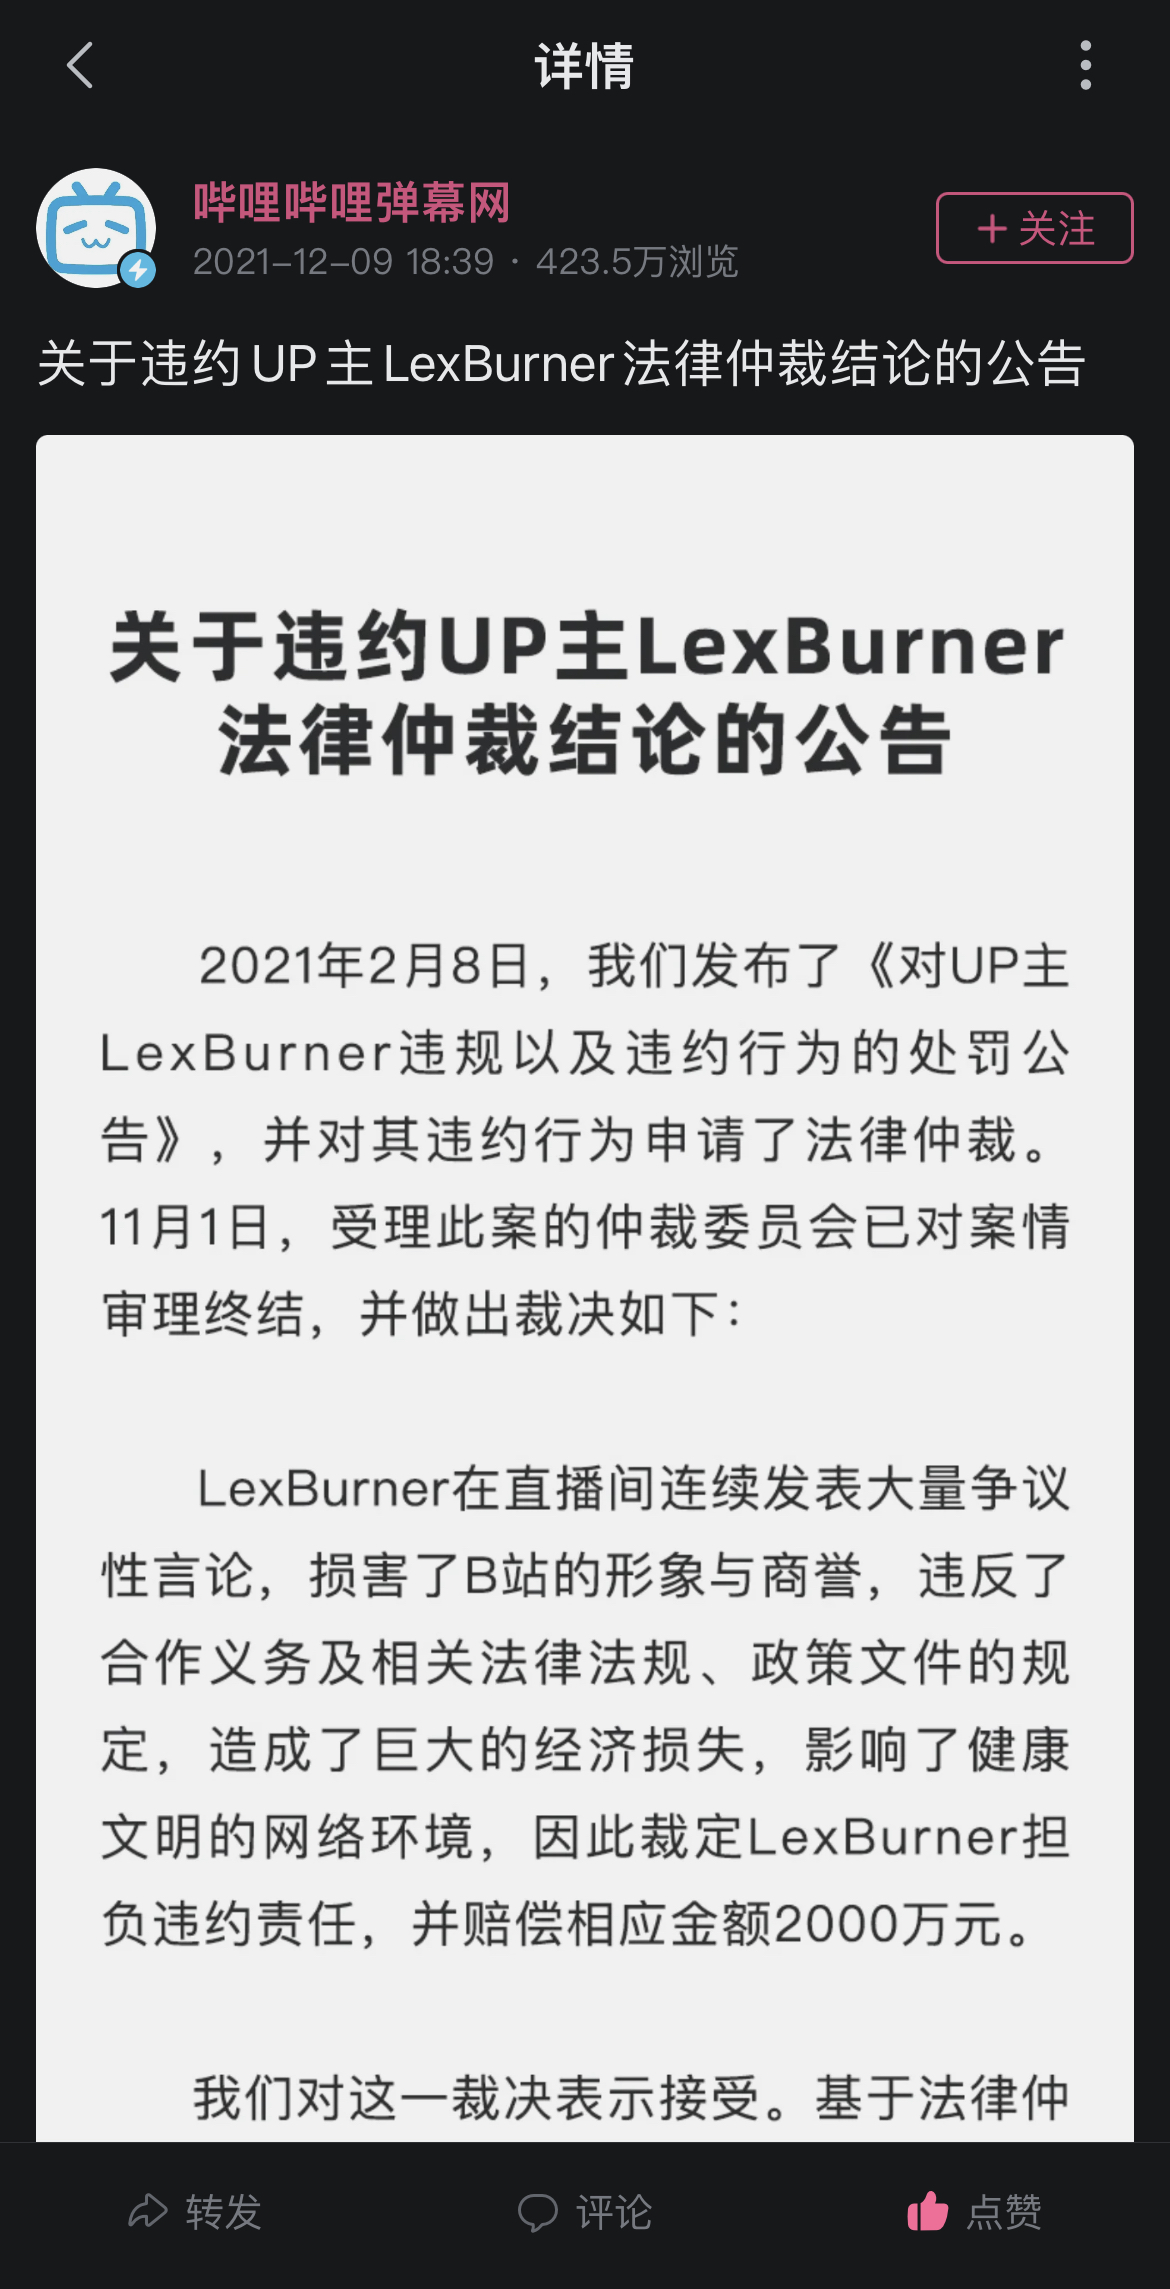 详情
哔哩哔哩弹幕网
2021-12-09 18:39 · 423.5万浏览
+ 关注
关于违约 UP 主 LexBurner 法律仲裁结论的公告
关于违约UP主LexBurner
法律仲裁结论的公告
2021年2月8日，我们发布了《对UP主
LexBurner违规以及违约行为的处罚公
告》，并对其违约行为申请了法律仲裁。
11月1日，受理此案的仲裁委员会已对案情
审理终结，并做出裁决如下：
LexBurner在直播间连续发表大量争议
性言论，损害了B站的形象与商誉，违反了
合作义务及相关法律法规、政策文件的规
定，造成了巨大的经济损失，影响了健康
文明的网络环境，因此裁定LexBurner担
负违约责任，并赔偿相应金额2000万元。
我们对这一裁决表示接受。基于法律仲
转发
评论
点赞